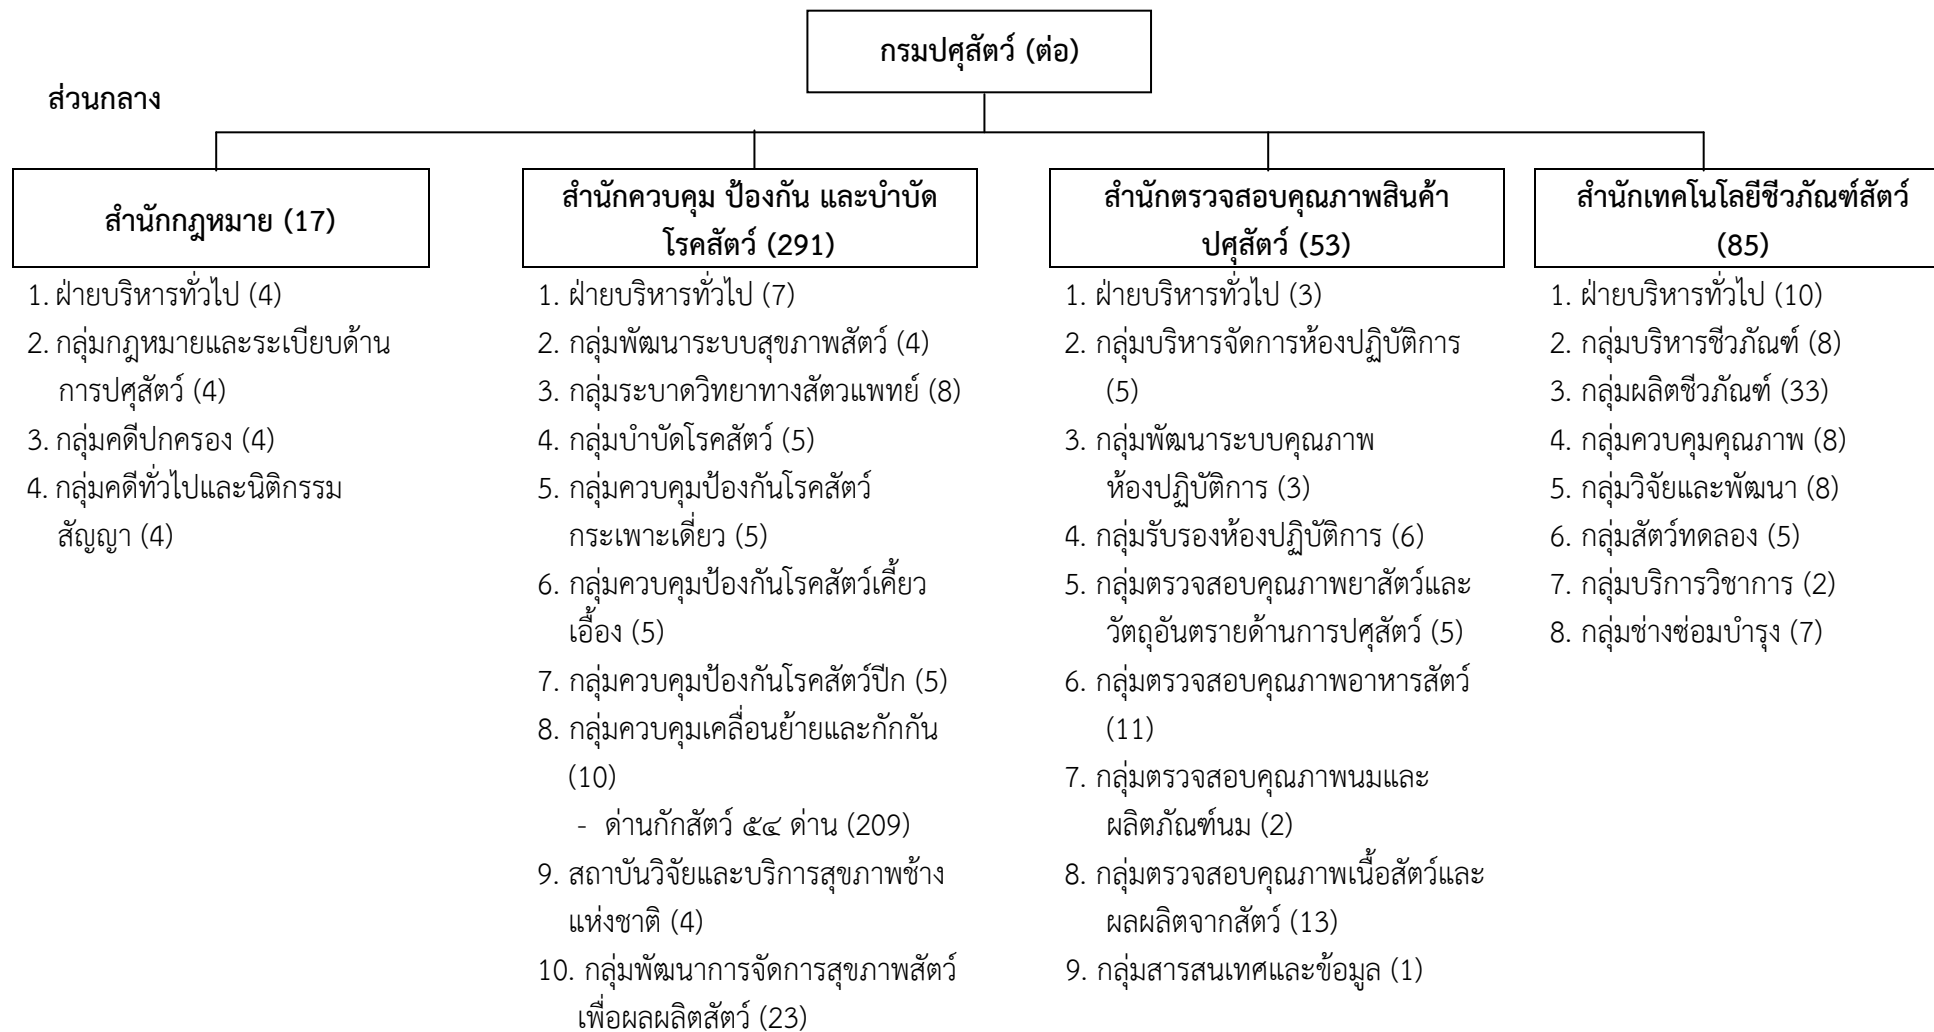 กรมปศุสัตว์ (ต่อ)
ส่วนกลาง
สำนักกฎหมาย (17)
1. ฝ่ายบริหารทั่วไป (4)
2. กลุ่มกฎหมายและระเบียบด้าน
การปศุสัตว์ (4)
3. กลุ่มคดีปกครอง (4)
4. กลุ่มคดีทั่วไปและนิติกรรม
สัญญา (4)
สำนักควบคุม ป้องกัน และบำบัด
โรคสัตว์ (291)
1. ฝ่ายบริหารทั่วไป (7)
2. กลุ่มพัฒนาระบบสุขภาพสัตว์ (4)
3. กลุ่มระบาดวิทยาทางสัตวแพทย์ (8)
4. กลุ่มบำบัดโรคสัตว์ (5)
5. กลุ่มควบคุมป้องกันโรคสัตว์
กระเพาะเดี่ยว (5)
6. กลุ่มควบคุมป้องกันโรคสัตว์เคี้ยว
เอื้อง (5)
7. กลุ่มควบคุมป้องกันโรคสัตว์ปีก (5)
8. กลุ่มควบคุมเคลื่อนย้ายและกักกัน
(10)
- ด่านกักสัตว์ ๕๔ ด่าน (209)
9. สถาบันวิจัยและบริการสุขภาพช้าง
แห่งชาติ (4)
10. กลุ่มพัฒนาการจัดการสุขภาพสัตว์
เพื่อผลผลิตสัตว์ (23)
สำนักตรวจสอบคุณภาพสินค้า
ปศุสัตว์ (53)
1. ฝ่ายบริหารทั่วไป (3)
2. กลุ่มบริหารจัดการห้องปฏิบัติการ
(5)
3. กลุ่มพัฒนาระบบคุณภาพ
ห้องปฏิบัติการ (3)
4. กลุ่มรับรองห้องปฏิบัติการ (6)
5. กลุ่มตรวจสอบคุณภาพยาสัตว์และ
วัตถุอันตรายด้านการปศุสัตว์ (5)
6. กลุ่มตรวจสอบคุณภาพอาหารสัตว์
(11)
7. กลุ่มตรวจสอบคุณภาพนมและ
ผลิตภัณฑ์นม (2)
8. กลุ่มตรวจสอบคุณภาพเนื้อสัตว์และ
ผลผลิตจากสัตว์ (13)
9. กลุ่มสารสนเทศและข้อมูล (1)
สำนักเทคโนโลยีชีวภัณฑ์สัตว์
(85)
1. ฝ่ายบริหารทั่วไป (10)
2. กลุ่มบริหารชีวภัณฑ์ (8)
3. กลุ่มผลิตชีวภัณฑ์ (33)
4. กลุ่มควบคุมคุณภาพ (8)
5. กลุ่มวิจัยและพัฒนา (8)
6. กลุ่มสัตว์ทดลอง (5)
7. กลุ่มบริการวิชาการ (2)
8. กลุ่มช่างซ่อมบำรุง (7)